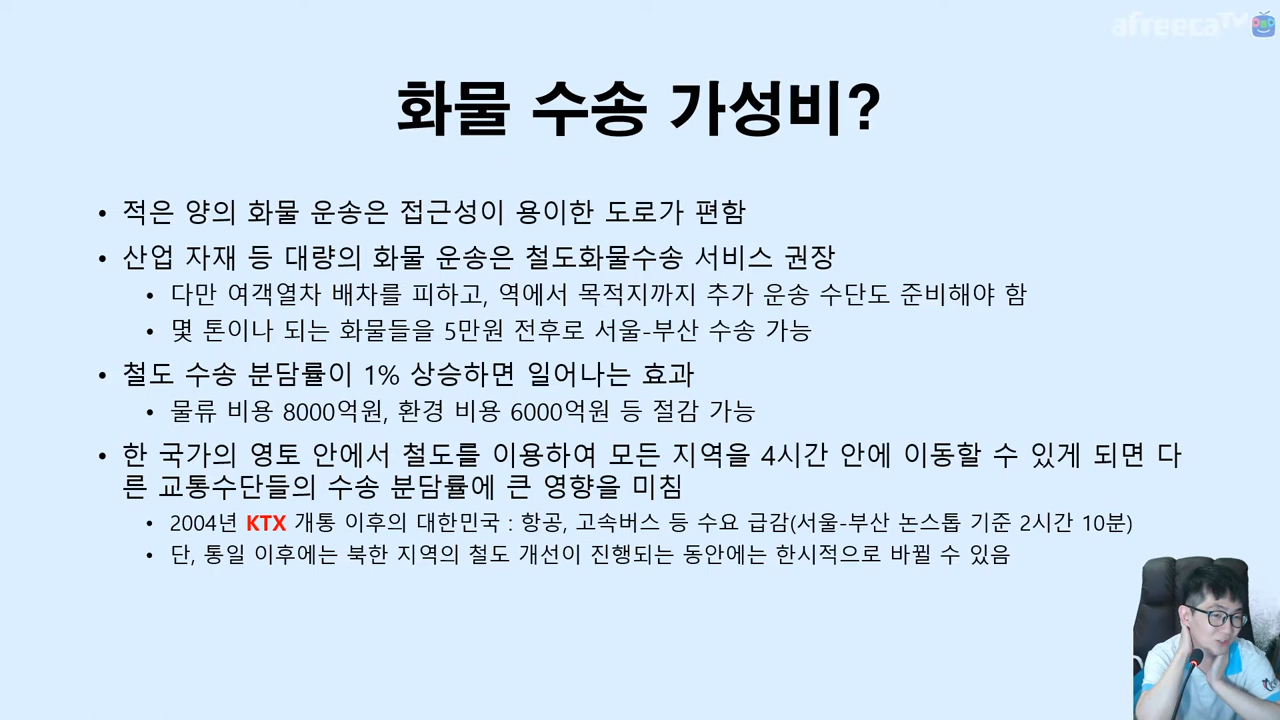 afreecaTV
화물 수송 가성비?
• 적은 양의 화물 운송은 접근성이 용이한 도로가 편함
• 산업 자재 등 대량의 화물 운송은 철도화물수송 서비스 권장
• 다만 여객열차 배차를 피하고, 역에서 목적지까지 추가 운송 수단도 준비해야 함
• 몇 톤이나 되는 화물들을 5만원 전후로 서울-부산 수송 가능
• 철도 수송 분담률이 1% 상승하면 일어나는 효과
• 물류 비용 8000억원, 환경 비용 6000억원 등 절감 가능
• 한 국가의 영토 안에서 철도를 이용하여 모든 지역을 4시간 안에 이동할 수 있게 되면 다
른 교통수단들의 수송 분담률에 큰 영향을 미침
• 2004년 KTX 개통 이후의 대한민국 : 항공, 고속버스 등 수요 급감(서울-부산 논스톱 기준 2시간 10분)
• 단, 통일 이후에는 북한 지역의 철도 개선이 진행되는 동안에는 한시적으로 바뀔 수 있음